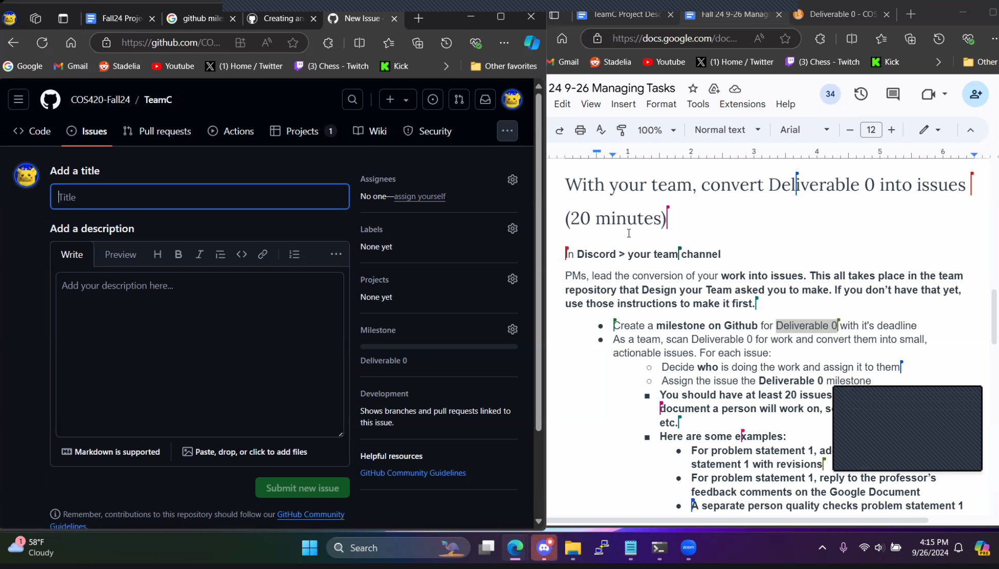 Fall24 Proje
github mile
Creating an
New Issue
https://github.com/CO...
Google
Gmail
Stadelia
Youtube
(1) Home / Twitter
(3) Chess - Twitch
Kick
Other favorites
COS420-Fall24 / TeamC
Code
Issues
Pull requests
Actions
Projects 1
Wiki
Security
Add a title
Title
Add a description
Write
Preview
Add your description here...
Markdown is supported
Paste, drop, or click to add files
Submit new issue
Remember, contributions to this repository should follow our GitHub Community
Guidelines.
Assignees
No one—assign yourself
Labels
None yet
Projects
None yet
Milestone
Deliverable 0
Development
Shows branches and pull requests linked to
this issue.
Helpful resources
GitHub Community Guidelines
TeamC Project Desc
Fall 24 9-26 Manag
Deliverable 0 - COS
https://docs.google.com/doc...
Gmail
Stadelia
Youtube
(1) Home / Twitter
(3) Chess - Twitch
Kick
Other
24 9-26 Managing Tasks
34
Edit View Insert Format Tools Extensions Help
100%
Normal text
Arial
12
1 2 3 4 5 6
With your team, convert Deliverable 0 into issues
(20 minutes)
In Discord > your team channel
PMs, lead the conversion of your work into issues. This all takes place in the team
repository that Design your Team asked you to make. If you don't have that yet,
use those instructions to make it first.
● Create a milestone on Github for Deliverable 0 with it's deadline
● As a team, scan Deliverable 0 for work and convert them into small,
actionable issues. For each issue:
○ Decide who is doing the work and assign it to them
○ Assign the issue the Deliverable 0 milestone
■ You should have at least 20 issues
document a person will work on, s
etc.
■ Here are some examples:
● For problem statement 1, ad
statement 1 with revisions
● For problem statement 1, reply to the professor's
feedback comments on the Google Document
● A separate person quality checks problem statement 1
1
58°F
Cloudy
Search
zoom
4:15 PM
9/26/2024
PRE